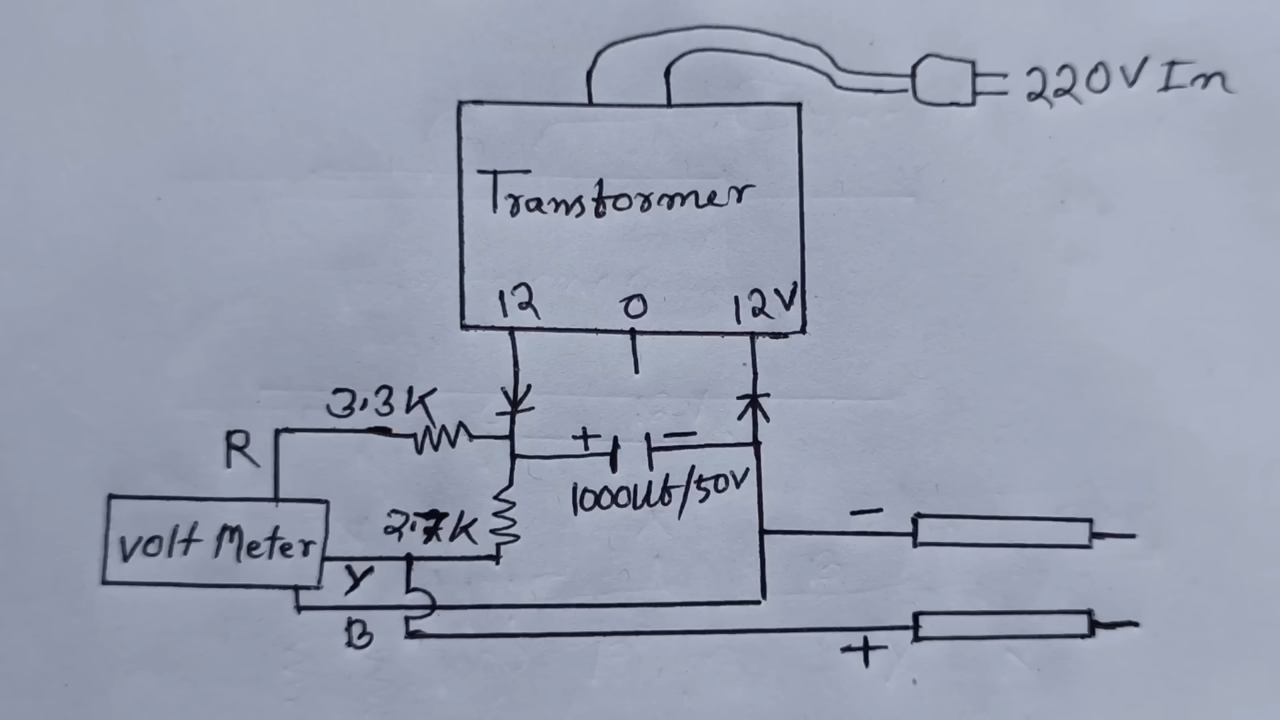 220V In
Transformer
12 0 12V
3.3K
R
+ -
1000uf/50V
2.7K
volt Meter
-
Y
B
+